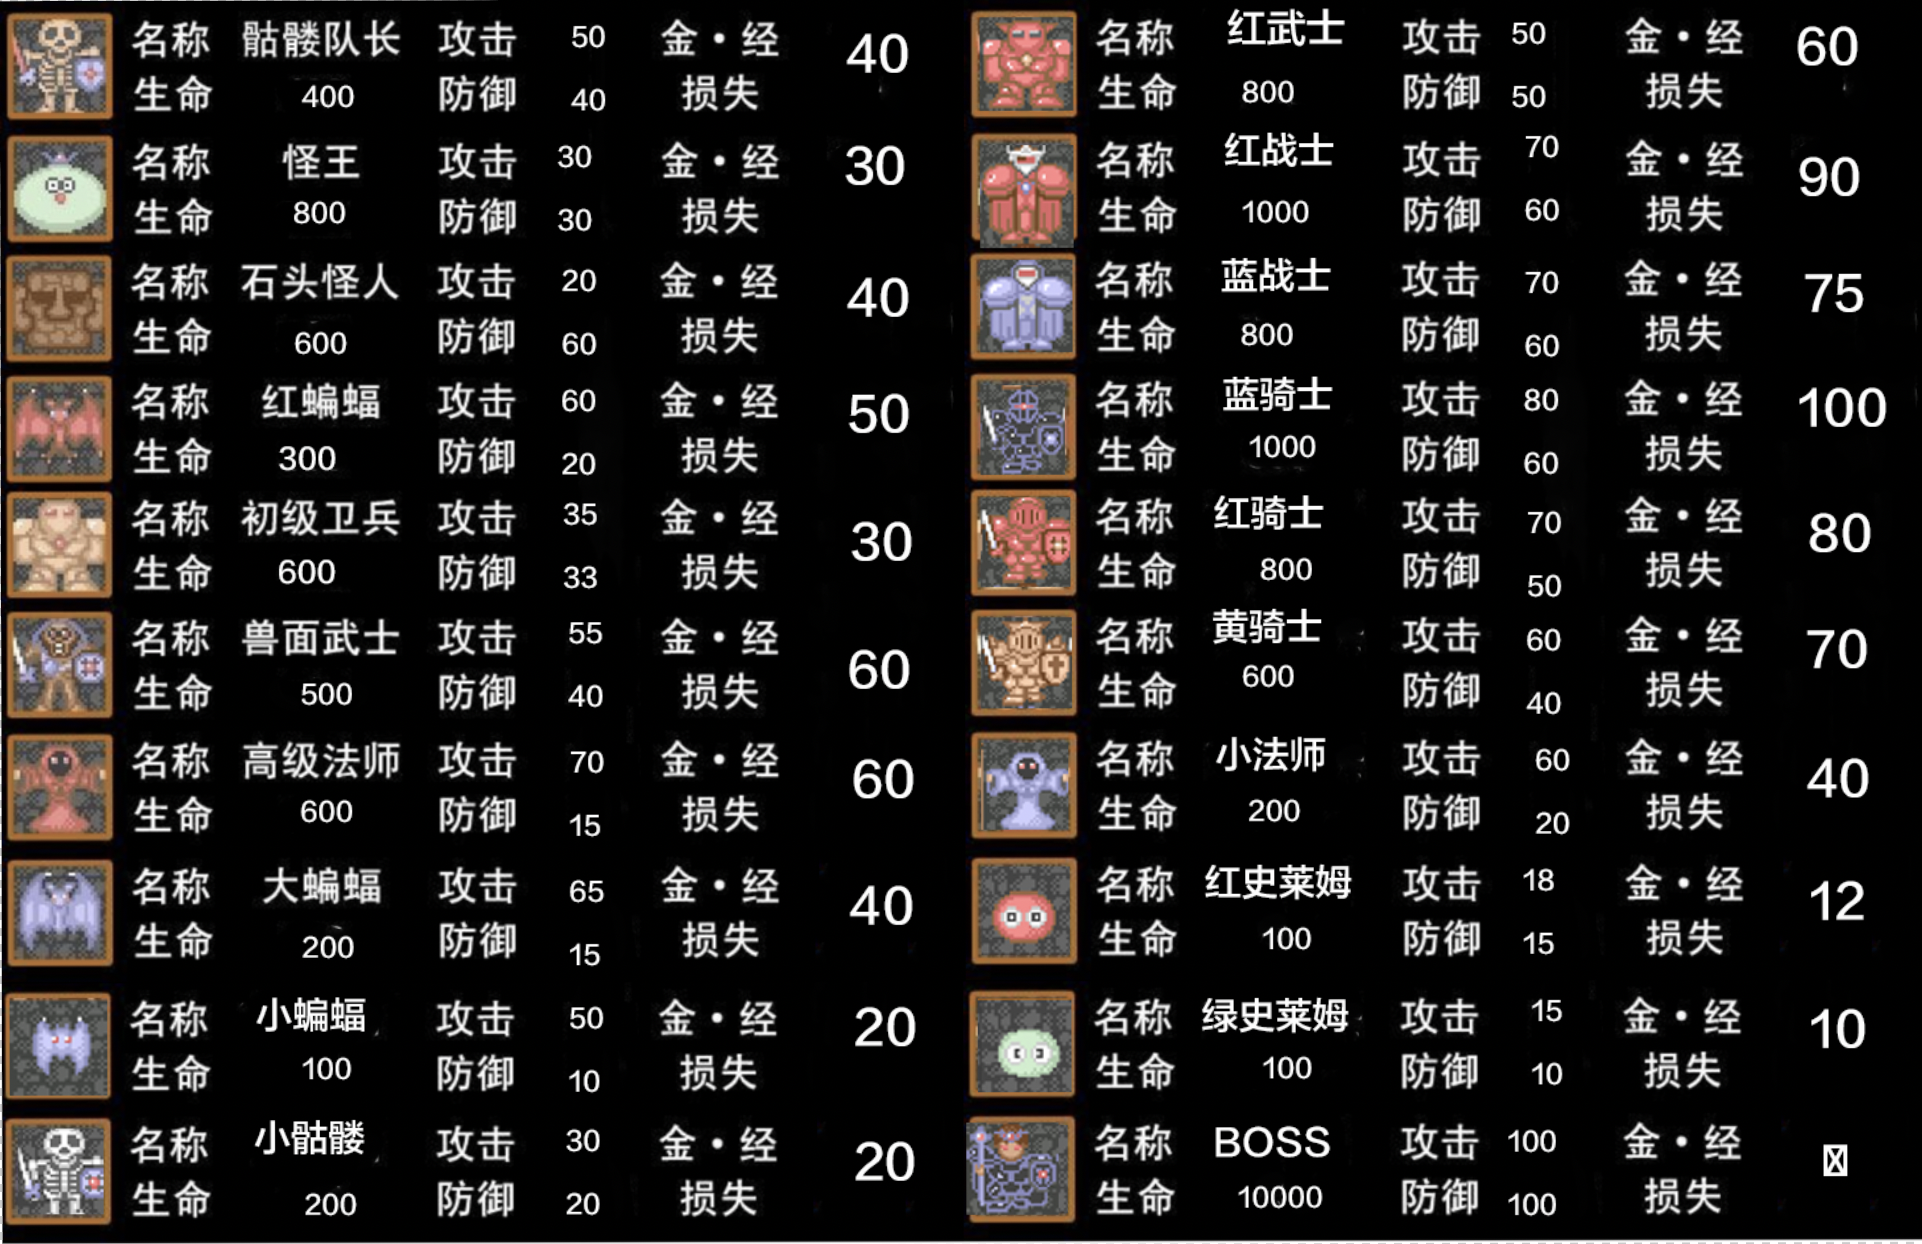 名称 骷髅队长 攻击 50 金·经 40
生命 400 防御 40 损失
名称 怪王 攻击 30 金·经 30
生命 800 防御 30 损失
名称 石头怪人 攻击 20 金·经 40
生命 600 防御 60 损失
名称 红蝙蝠 攻击 60 金·经 50
生命 300 防御 20 损失
名称 初级卫兵 攻击 35 金·经 30
生命 600 防御 33 损失
名称 兽面武士 攻击 55 金·经 60
生命 500 防御 40 损失
名称 高级法师 攻击 70 金·经 60
生命 600 防御 15 损失
名称 大蝙蝠 攻击 65 金·经 40
生命 200 防御 15 损失
名称 小蝙蝠 攻击 50 金·经 20
生命 100 防御 10 损失
名称 小骷髅 攻击 30 金·经 20
生命 200 防御 20 损失
名称 红武士 攻击 50 金·经 60
生命 800 防御 50 损失
名称 红战士 攻击 70 金·经 90
生命 1000 防御 60 损失
名称 蓝战士 攻击 70 金·经 75
生命 800 防御 60 损失
名称 蓝骑士 攻击 80 金·经 100
生命 1000 防御 60 损失
名称 红骑士 攻击 70 金·经 80
生命 800 防御 50 损失
名称 黄骑士 攻击 60 金·经 70
生命 600 防御 40 损失
名称 小法师 攻击 60 金·经 40
生命 200 防御 20 损失
名称 红史莱姆 攻击 18 金·经 12
生命 100 防御 15 损失
名称 绿史莱姆 攻击 15 金·经 10
生命 100 防御 10 损失
名称 BOSS 攻击 100 金·经
生命 10000 防御 100 损失